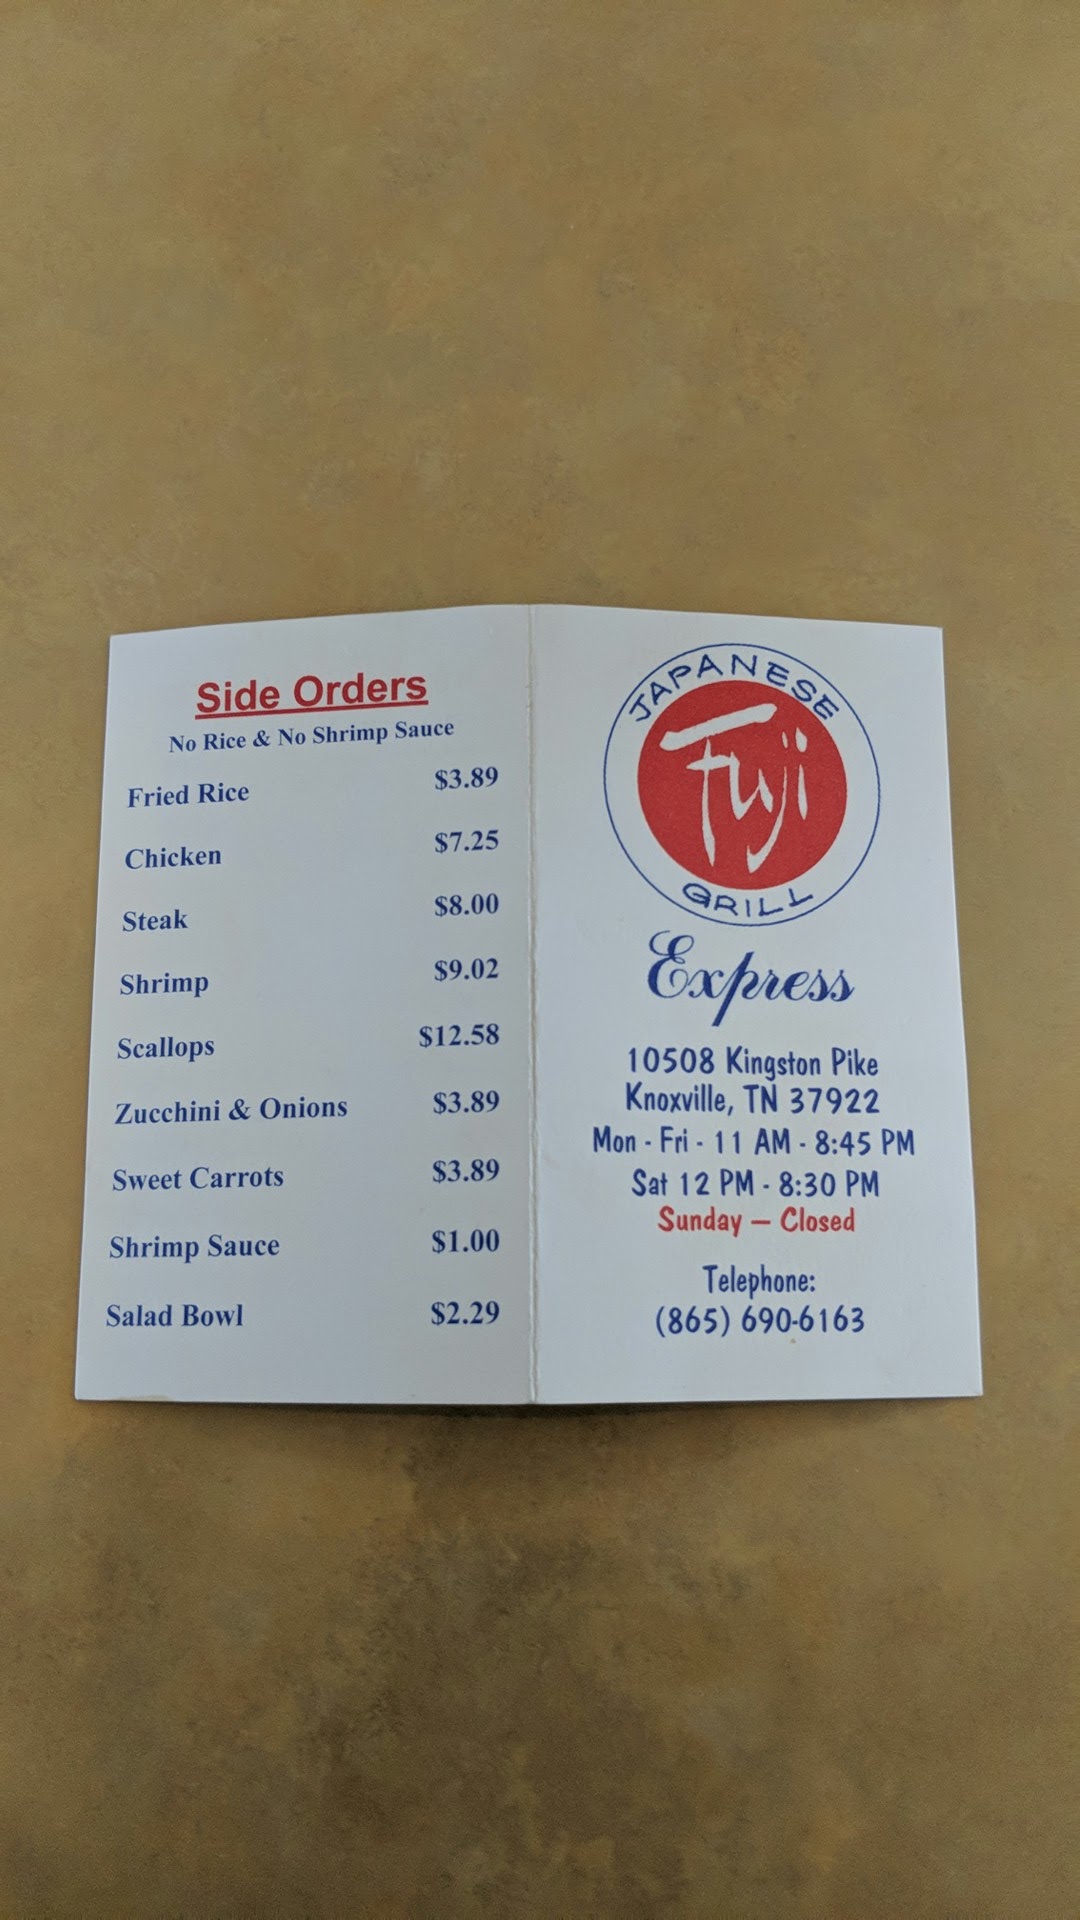 Side Orders
No Rice & No Shrimp Sauce
Fried Rice $3.89
Chicken $7.25
Steak $8.00
Shrimp $9.02
Scallops $12.58
Zucchini & Onions $3.89
Sweet Carrots $3.89
Shrimp Sauce $1.00
Salad Bowl $2.29
JAPANESE
Fuji
GRILL
Express
10508 Kingston Pike
Knoxville, TN 37922
Mon - Fri - 11 AM - 8:45 PM
Sat 12 PM - 8:30 PM
Sunday — Closed
Telephone:
(865) 690-6163